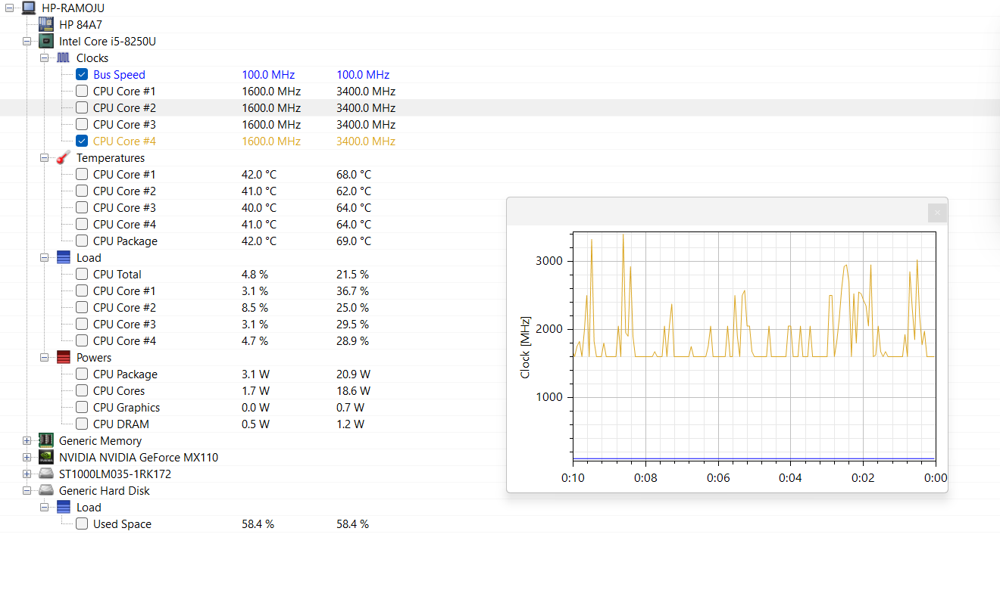 HP-RAMOJU
HP 84A7
Intel Core i5-8250U
Clocks
Bus Speed 100.0 MHz 100.0 MHz
CPU Core #1 1600.0 MHz 3400.0 MHz
CPU Core #2 1600.0 MHz 3400.0 MHz
CPU Core #3 1600.0 MHz 3400.0 MHz
CPU Core #4 1600.0 MHz 3400.0 MHz
Temperatures
CPU Core #1 42.0 °C 68.0 °C
CPU Core #2 41.0 °C 62.0 °C
CPU Core #3 40.0 °C 64.0 °C
CPU Core #4 41.0 °C 64.0 °C
CPU Package 42.0 °C 69.0 °C
Load
CPU Total 4.8 % 21.5 %
CPU Core #1 3.1 % 36.7 %
CPU Core #2 8.5 % 25.0 %
CPU Core #3 3.1 % 29.5 %
CPU Core #4 4.7 % 28.9 %
Powers
CPU Package 3.1 W 20.9 W
CPU Cores 1.7 W 18.6 W
CPU Graphics 0.0 W 0.7 W
CPU DRAM 0.5 W 1.2 W
Generic Memory
NVIDIA NVIDIA GeForce MX110
ST1000LM035-1RK172
Generic Hard Disk
Load
Used Space 58.4 % 58.4 %
Clock [MHz]
3000
2000
1000
0:10 0:08 0:06 0:04 0:02 0:00